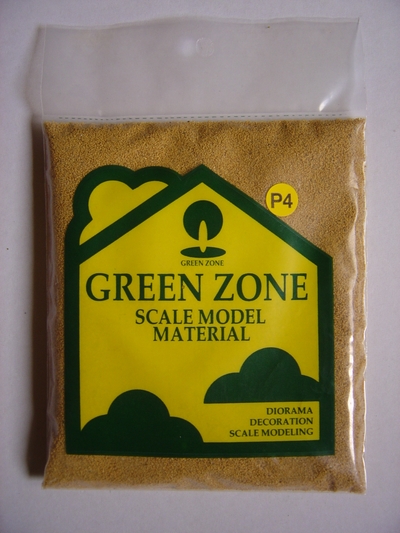 P4
GREEN ZONE
GREEN ZONE
SCALE MODEL
MATERIAL
DIORAMA
DECORATION
SCALE MODELING